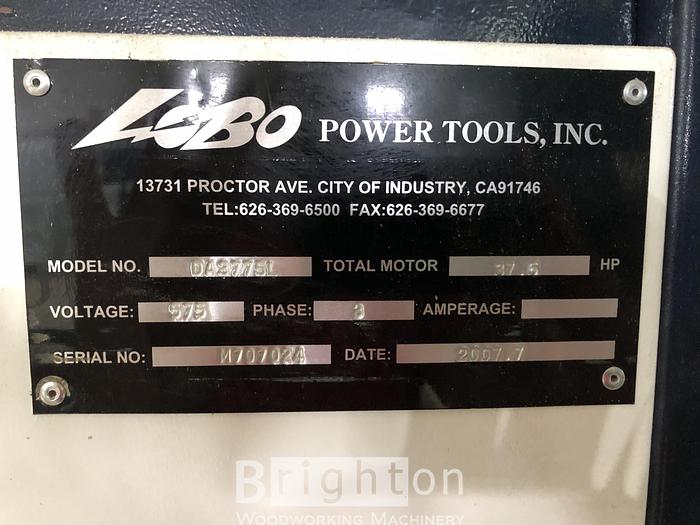 LOBO POWER TOOLS, INC.
13731 PROCTOR AVE. CITY OF INDUSTRY, CA91746
TEL:626-369-6500 FAX:626-369-6677
MODEL NO. DA3775L TOTAL MOTOR 37.5 HP
VOLTAGE: 575 PHASE: 3 AMPERAGE:
SERIAL NO: M707024 DATE: 2007.7
Brighton
WOODWORKING MACHINERY